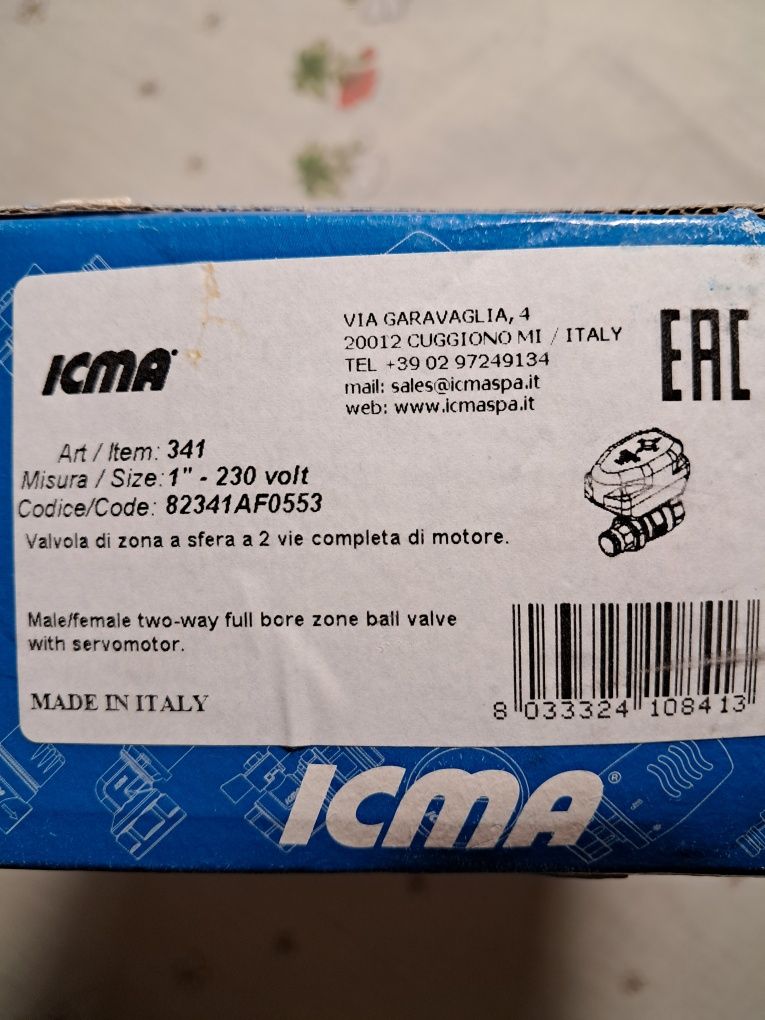 ICMA
VIA GARAVAGLIA, 4
20012 CUGGIONO MI / ITALY
TEL +39 02 97249134
mail: sales@icmaspa.it
web: www.icmaspa.it
EAC
Art / Item: 341
Misura / Size: 1" - 230 volt
Codice/Code: 82341AF0553
Valvola di zona a sfera a 2 vie completa di motore.
Male/female two-way full bore zone ball valve
with servomotor.
MADE IN ITALY
8 033324 108413
ICMA®